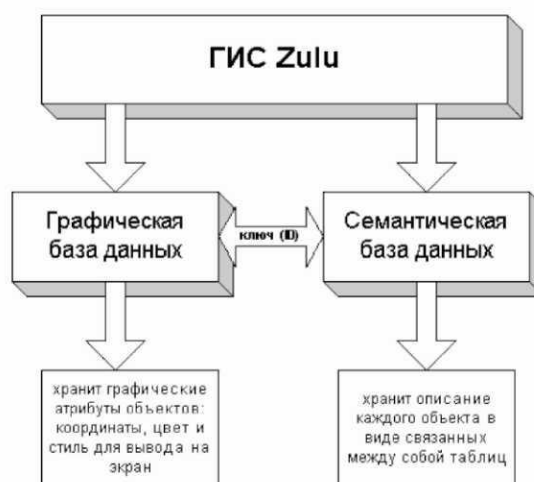 ГИС Zulu
Графическая
база данных
ключ (ID)
Семантическая
база данных
хранит графические
атрибуты объектов:
координаты, цвет и
стиль для вывода на
экран
хранит описание
каждого объекта в
виде связанных
между собой таблиц